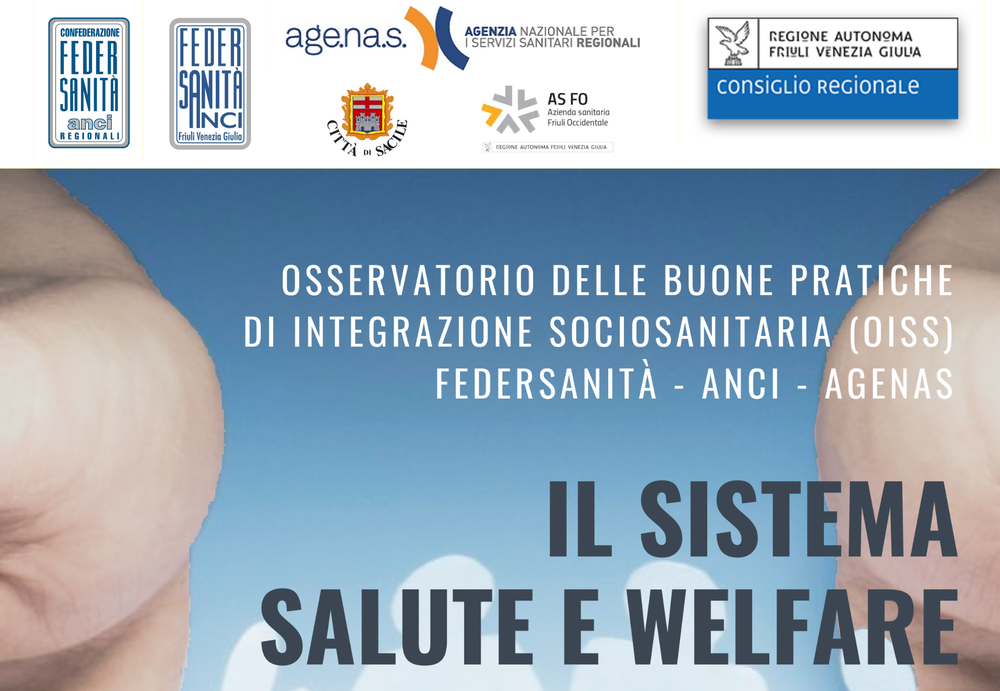 CONFEDERAZIONE
FEDER
SANITÀ
anci
REGIONALI
FEDER
SANITÀ
ANCI
Friuli Venezia Giulia
age.na.s.
AGENZIA NAZIONALE PER
I SERVIZI SANITARI REGIONALI
CITTÀ DI SACILE
AS FO
Azienda sanitaria
Friuli Occidentale
REGIONE AUTONOMA FRIULI VENEZIA GIULIA
REGIONE AUTONOMA
FRIULI VENEZIA GIULIA
CONSIGLIO REGIONALE
OSSERVATORIO DELLE BUONE PRATICHE
DI INTEGRAZIONE SOCIOSANITARIA (OISS)
FEDERSANITÀ - ANCI - AGENAS
IL SISTEMA
SALUTE E WELFARE